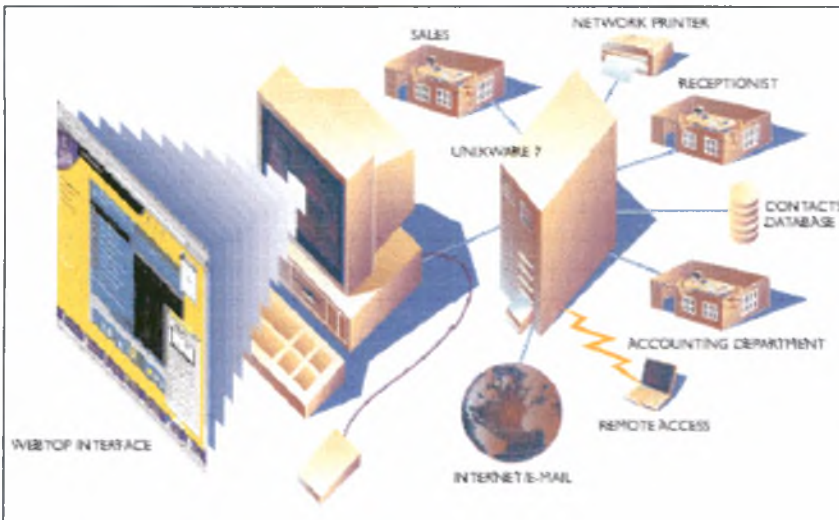 NETWORK PRINTER
SALES
RECEPTIONIST
UNIXWARE 7
CONTACTS
DATABASE
ACCOUNTING DEPARTMENT
REMOTE ACCESS
WEBTOP INTERFACE
INTERNET/E-MAIL